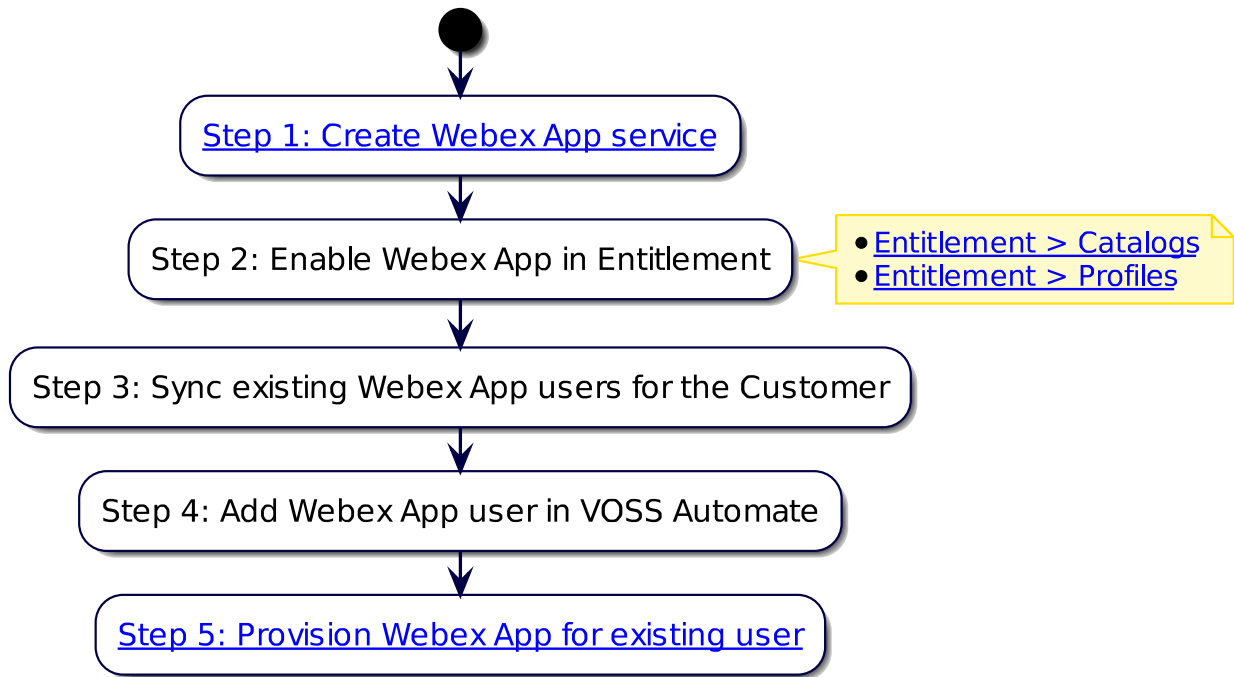 Step 1: Create Webex App service
Step 2: Enable Webex App in Entitlement
• Entitlement > Catalogs
• Entitlement > Profiles
Step 3: Sync existing Webex App users for the Customer
Step 4: Add Webex App user in VOSS Automate
Step 5: Provision Webex App for existing user